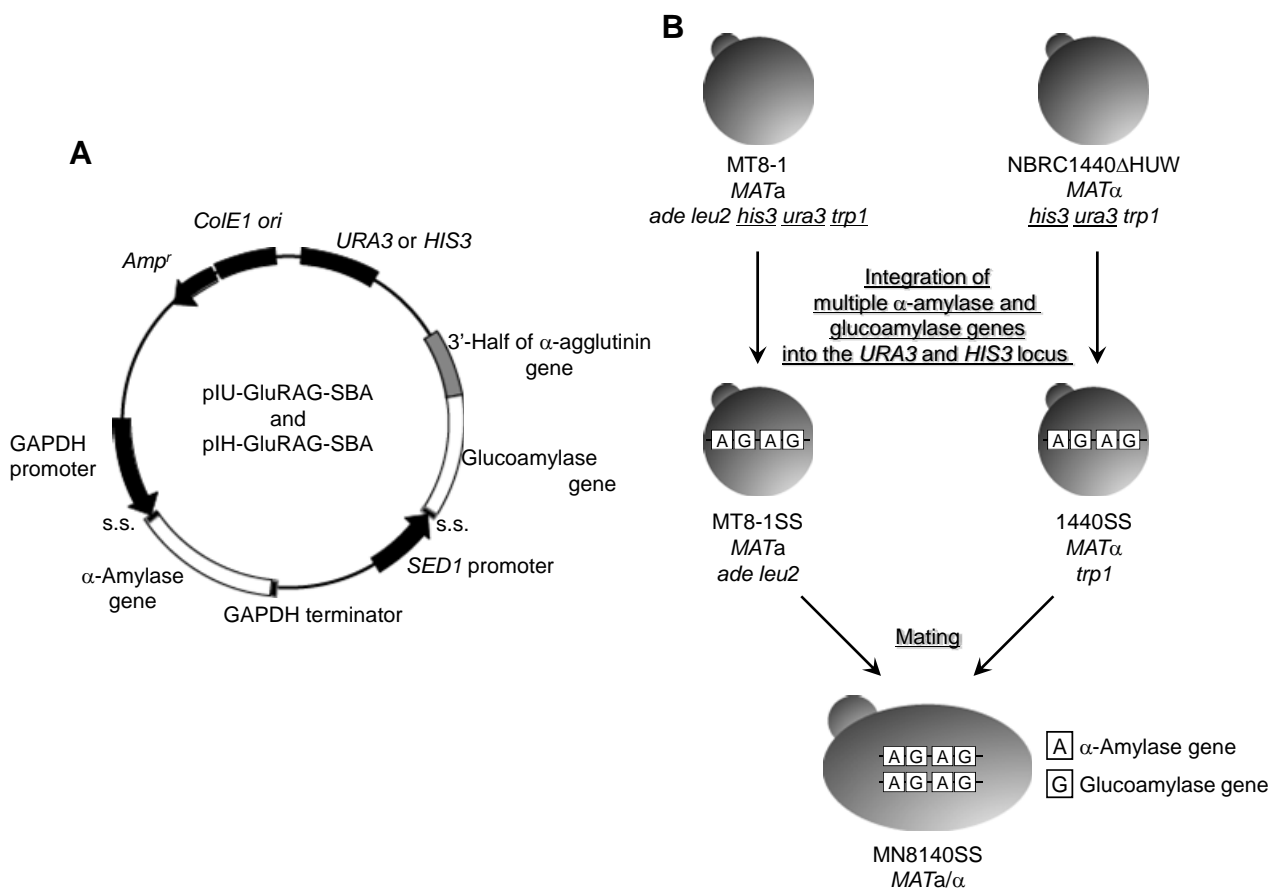 A
ColE1 ori
URA3 or HIS3
Ampʳ
3’-Half of α-agglutinin
gene
pIU-GluRAG-SBA
and
pIH-GluRAG-SBA
GAPDH
promoter
Glucoamylase
gene
s.s.
s.s.
SED1 promoter
α-Amylase
gene
GAPDH terminator
B
MT8-1
MATa
ade leu2 his3 ura3 trp1
NBRC1440ΔHUW
MATα
his3 ura3 trp1
Integration of
multiple α-amylase and
glucoamylase genes
into the URA3 and HIS3 locus
A G A G
A G A G
MT8-1SS
MATa
ade leu2
1440SS
MATα
trp1
Mating
A G A G
A G A G
A α-Amylase gene
G Glucoamylase gene
MN8140SS
MATa/α